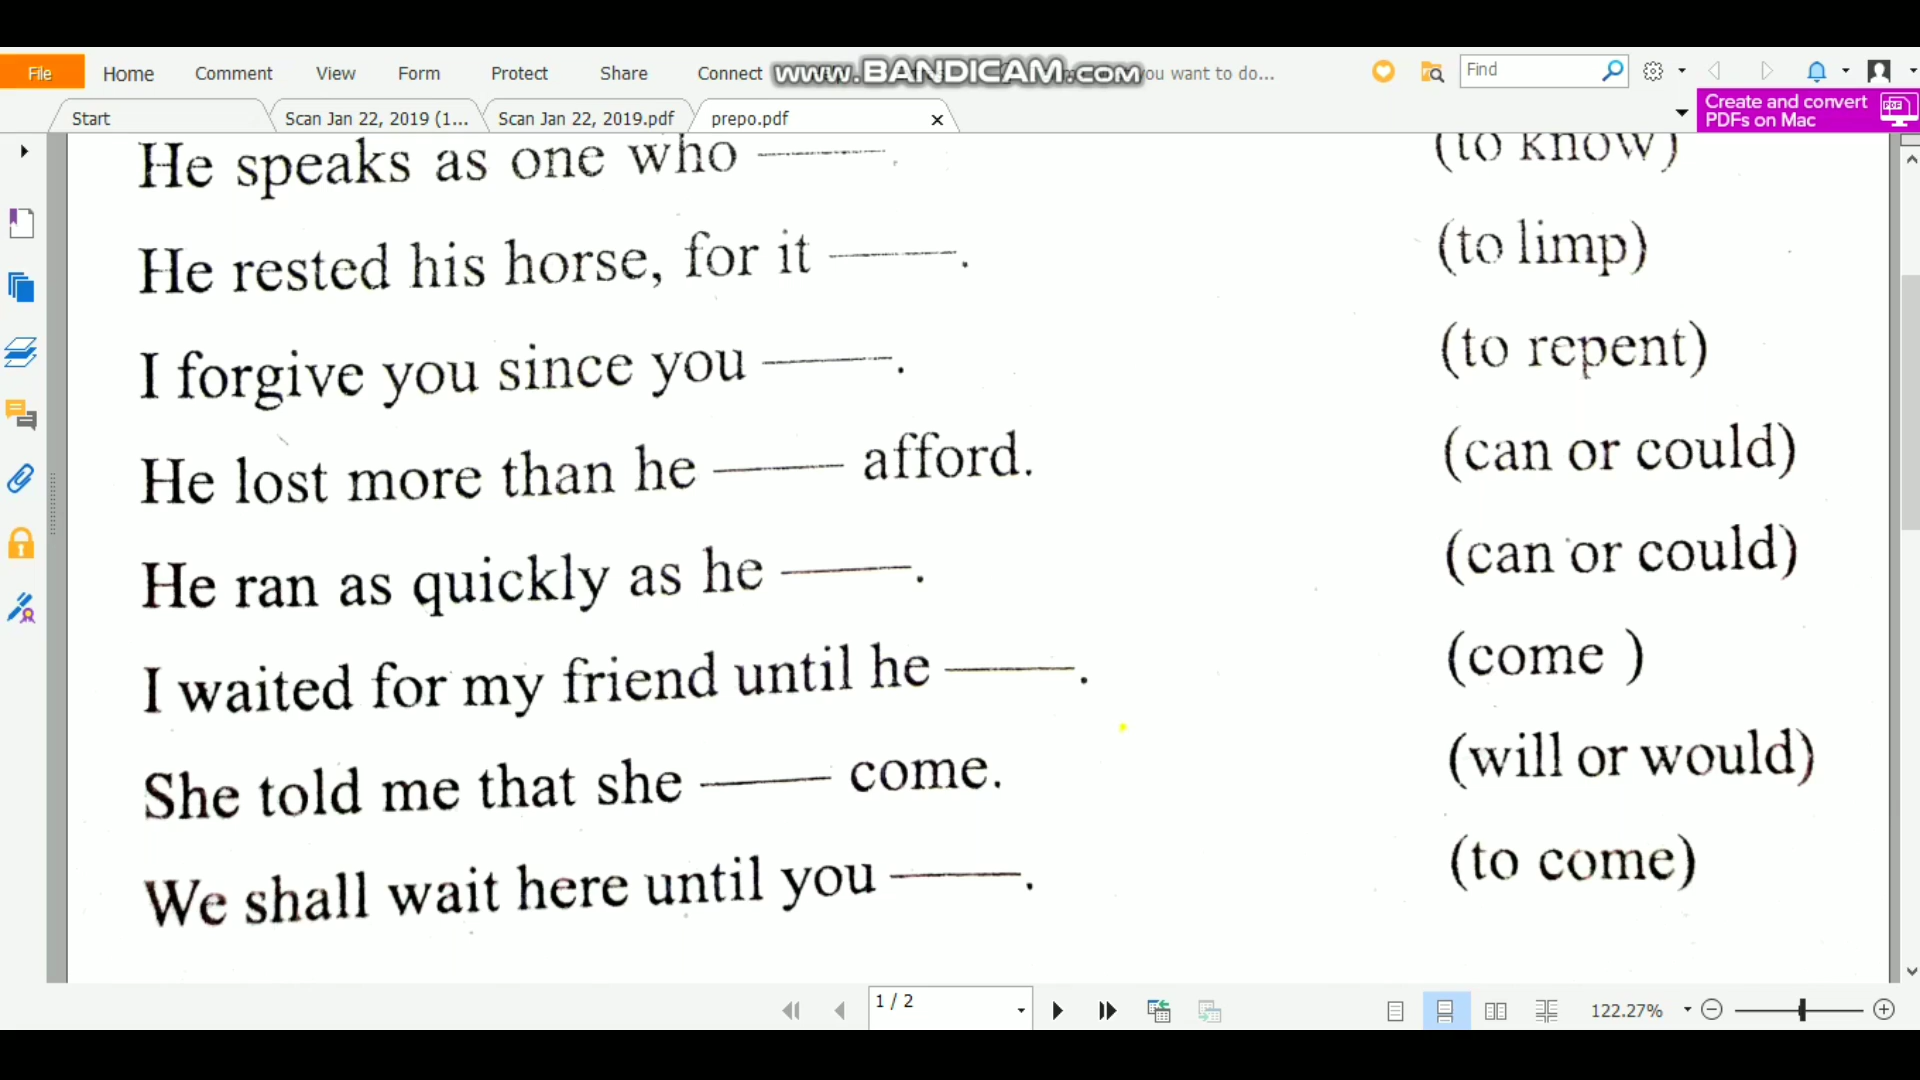 www.BANDICAM.com
File Home Comment View Form Protect Share Connect you want to do... Find
Create and convert
PDFs on Mac
Start Scan Jan 22, 2019 (1... Scan Jan 22, 2019.pdf prepo.pdf
He speaks as one who ———. (to know)
He rested his horse, for it ———. (to limp)
I forgive you since you ———. (to repent)
He lost more than he ——— afford. (can or could)
He ran as quickly as he ———. (can or could)
I waited for my friend until he ———. (come )
She told me that she ——— come. (will or would)
We shall wait here until you ———. (to come)
1 / 2 122.27%